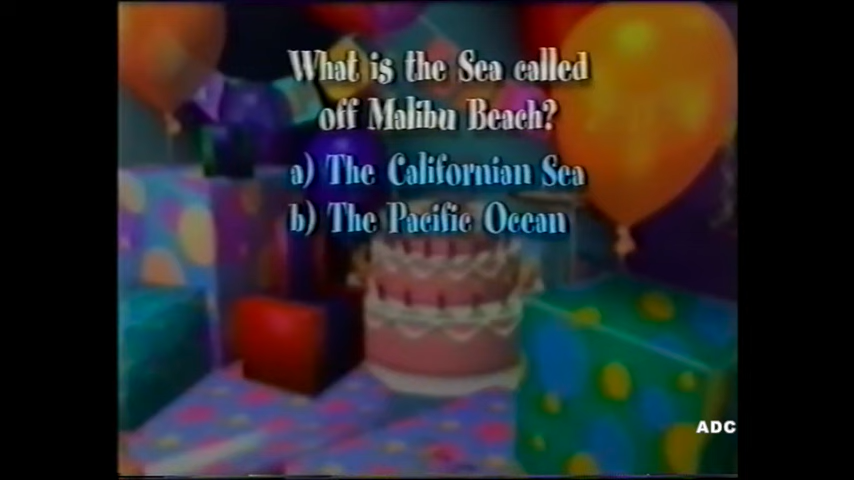 What is the Sea called
off Malibu Beach?
a) The Californian Sea
b) The Pacific Ocean
ADC